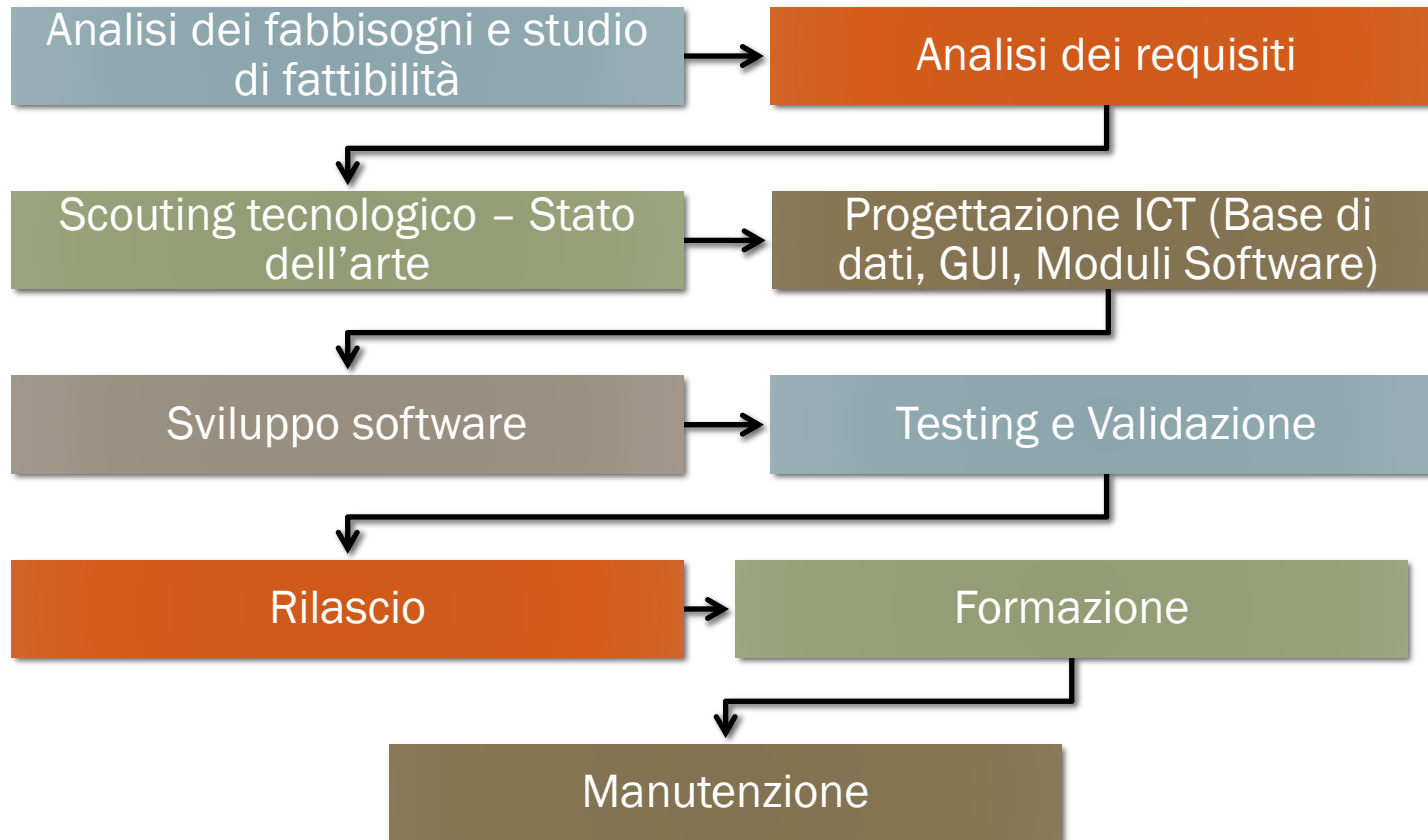 Analisi dei fabbisogni e studio
di fattibilità
Analisi dei requisiti
Scouting tecnologico – Stato
dell’arte
Progettazione ICT (Base di
dati, GUI, Moduli Software)
Sviluppo software
Testing e Validazione
Rilascio
Formazione
Manutenzione